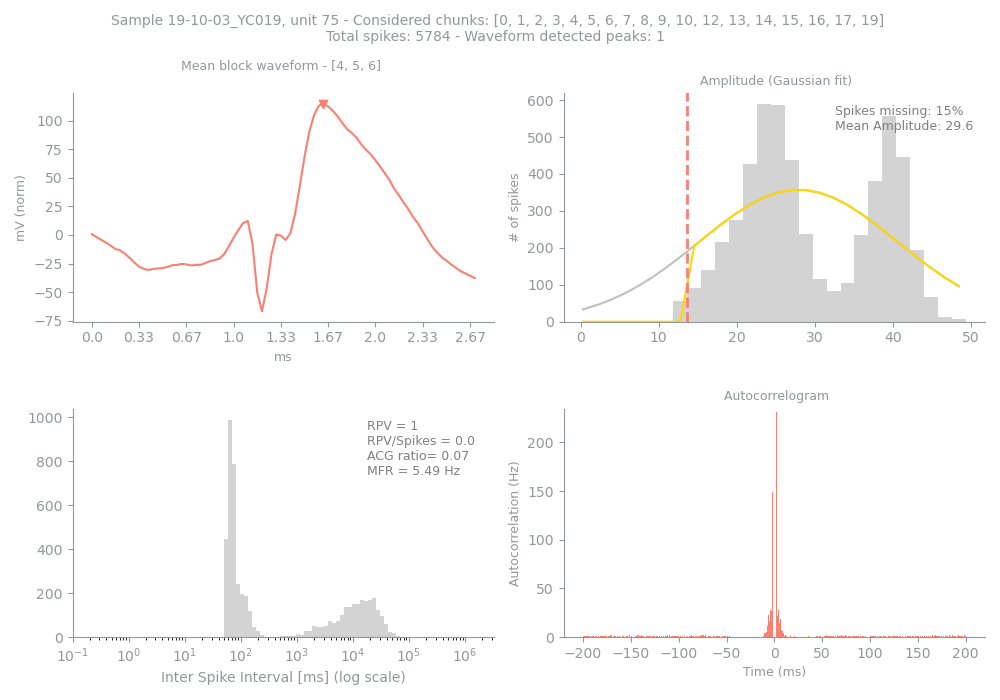 Sample 19-10-03_YC019, unit 75 - Considered chunks: [0, 1, 2, 3, 4, 5, 6, 7, 8, 9, 10, 12, 13, 14, 15, 16, 17, 19]
Total spikes: 5784 - Waveform detected peaks: 1
Mean block waveform - [4, 5, 6]
mV (norm)
100
75
50
25
0
−25
−50
−75
0.0 0.33 0.67 1.0 1.33 1.67 2.0 2.33 2.67
ms
Amplitude (Gaussian fit)
Spikes missing: 15%
Mean Amplitude: 29.6
# of spikes
600
500
400
300
200
100
0
0 10 20 30 40 50
RPV = 1
RPV/Spikes = 0.0
ACG ratio= 0.07
MFR = 5.49 Hz
1000
800
600
400
200
0
10⁻¹ 10⁰ 10¹ 10² 10³ 10⁴ 10⁵ 10⁶
Inter Spike Interval [ms] (log scale)
Autocorrelogram
Autocorrelation (Hz)
200
150
100
50
0
−200 −150 −100 −50 0 50 100 150 200
Time (ms)